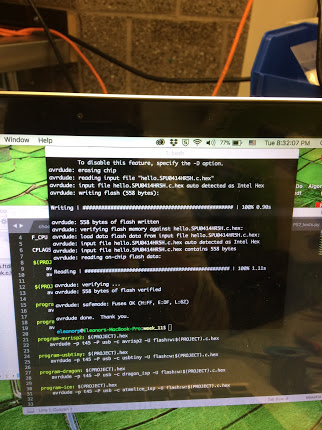 Window Help 77% Tue 8:32:07 PM
To disable this feature, specify the -D option.
avrdude: erasing chip
avrdude: reading input file "hello.SPU0414HR5H.c.hex"
avrdude: input file hello.SPU0414HR5H.c.hex auto detected as Intel Hex
avrdude: writing flash (558 bytes):
Writing | ################################################## | 100% 0.90s
avrdude: 558 bytes of flash written
avrdude: verifying flash memory against hello.SPU0414HR5H.c.hex:
avrdude: load data flash data from input file hello.SPU0414HR5H.c.hex:
avrdude: input file hello.SPU0414HR5H.c.hex auto detected as Intel Hex
avrdude: input file hello.SPU0414HR5H.c.hex contains 558 bytes
avrdude: reading on-chip flash data:
Reading | ################################################## | 100% 1.11s
avrdude: verifying ...
avrdude: 558 bytes of flash verified
avrdude: safemode: Fuses OK (H:FF, E:DF, L:62)
avrdude done. Thank you.
eleanorp@Eleanors-MacBook-Pro:week_11$
program-avrisp2: $(PROJECT).hex
avrdude -p t45 -P usb -c avrisp2 -U flash:w:$(PROJECT).c.hex
program-usbtiny: $(PROJECT).hex
avrdude -p t45 -P usb -c usbtiny -U flash:w:$(PROJECT).c.hex
program-dragon: $(PROJECT).hex
avrdude -p t45 -P usb -c dragon_isp -U flash:w:$(PROJECT).c.hex
program-ice: $(PROJECT).hex
avrdude -p t45 -P usb -c atmelice_isp -U flash:w:$(PROJECT).c.hex